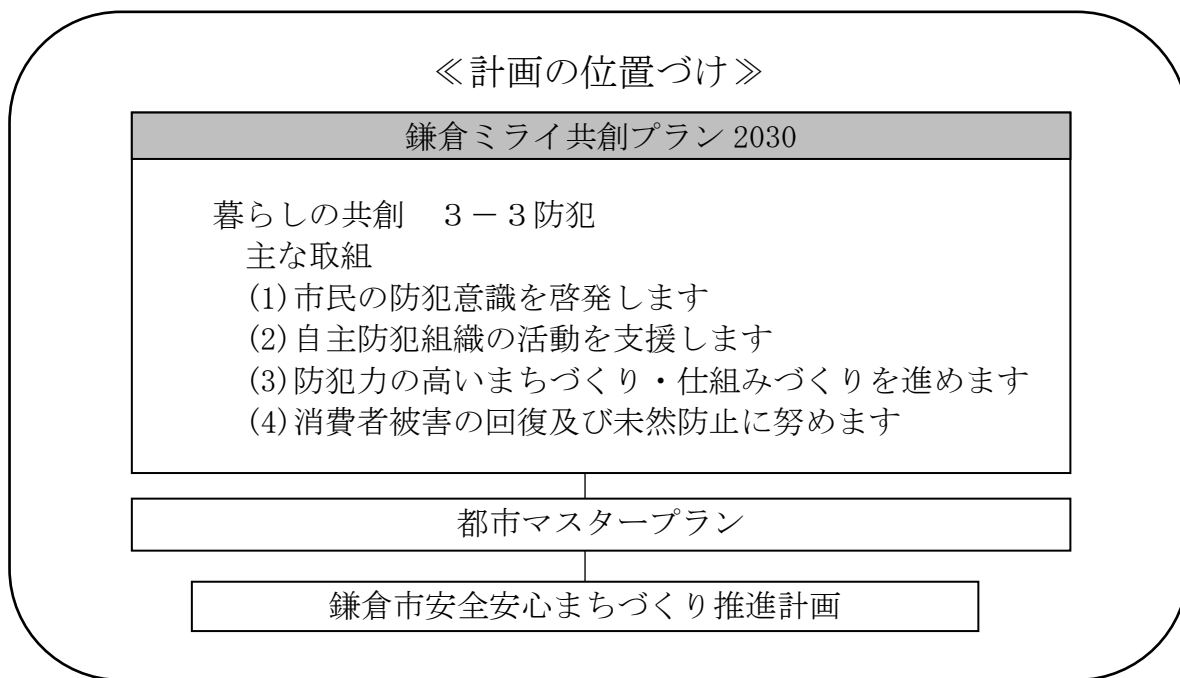 ≪計画の位置づけ≫
鎌倉ミライ共創プラン 2030
暮らしの共創　３－３防犯
主な取組
(1)市民の防犯意識を啓発します
(2)自主防犯組織の活動を支援します
(3)防犯力の高いまちづくり・仕組みづくりを進めます
(4)消費者被害の回復及び未然防止に努めます
都市マスタープラン
鎌倉市安全安心まちづくり推進計画